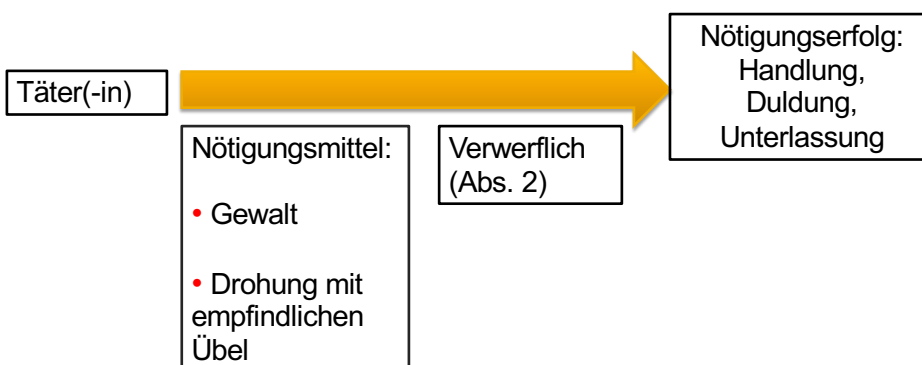 Täter(-in)
Nötigungsmittel:
• Gewalt
• Drohung mit
empfindlichen
Übel
Verwerflich
(Abs. 2)
Nötigungserfolg:
Handlung,
Duldung,
Unterlassung